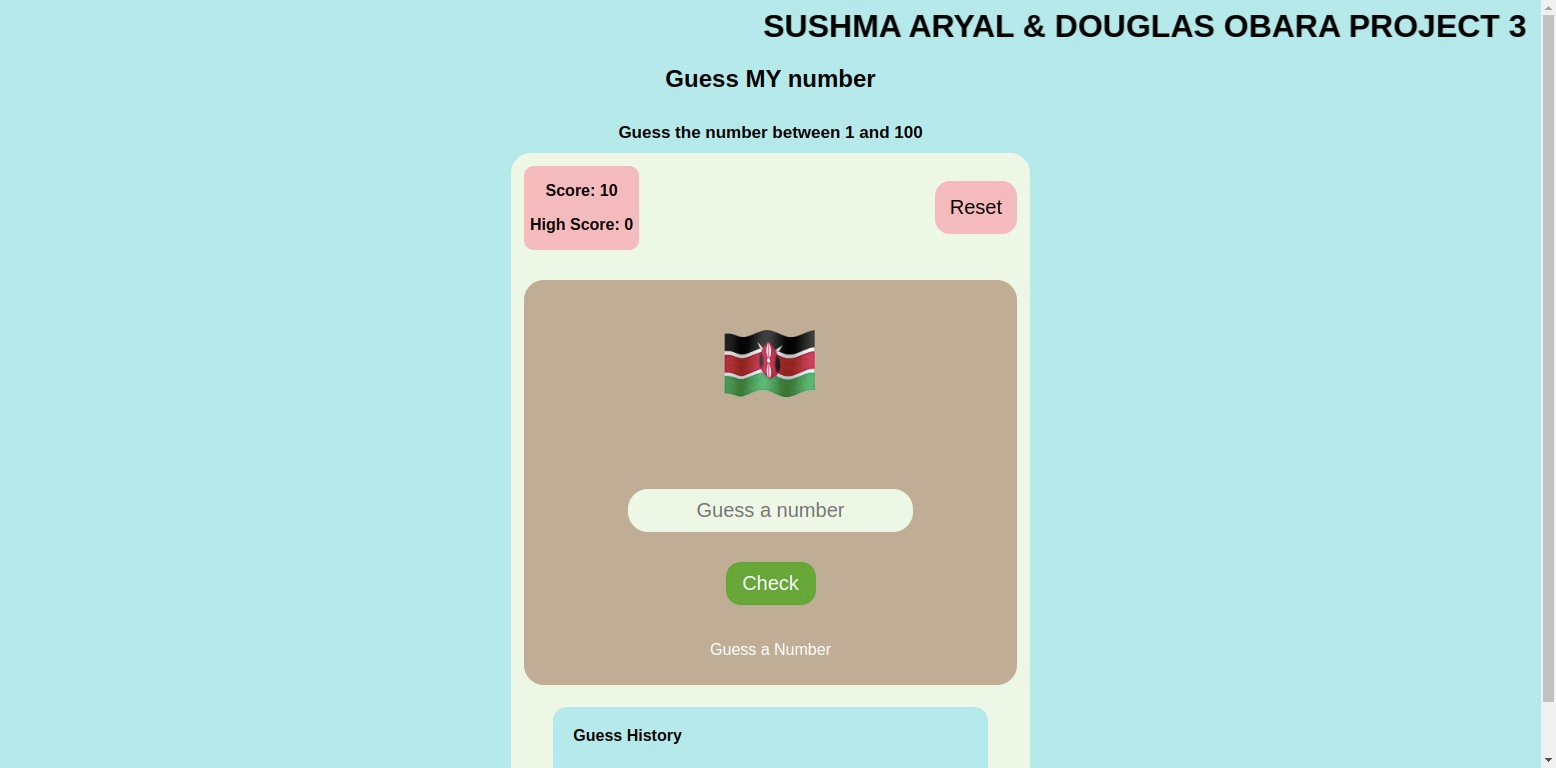 SUSHMA ARYAL & DOUGLAS OBARA PROJECT 3
Guess MY number
Guess the number between 1 and 100
Score: 10
High Score: 0
Reset
Guess a number
Check
Guess a Number
Guess History